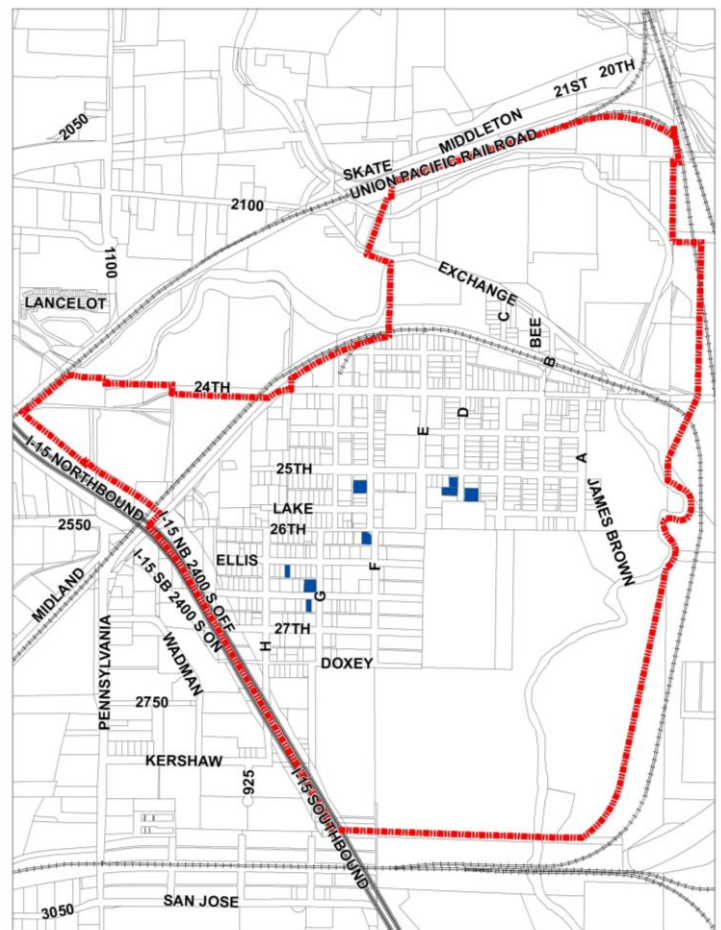 21ST 20TH
MIDDLETON
2050
SKATE
UNION PACIFIC RAILROAD
2100
1100
EXCHANGE
LANCELOT
C
BEE
B
24TH
D
E
A
I-15 NORTHBOUND
25TH
JAMES BROWN
LAKE
I-15 NB 2400 S OFF
2550
26TH
ELLIS
F
I-15 SB 2400 S ON
MIDLAND
G
27TH
PENNSYLVANIA
WADMAN
H
DOXEY
2750
KERSHAW
925
I-15 SOUTHBOUND
SAN JOSE
3050